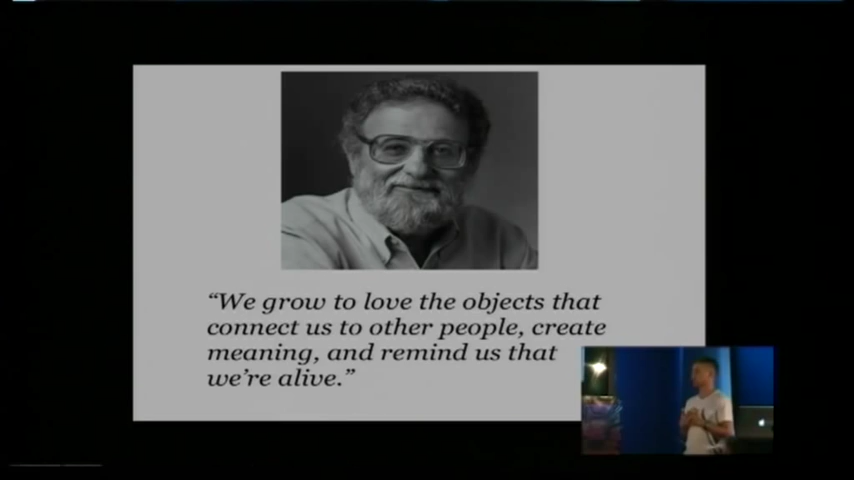 “We grow to love the objects that
connect us to other people, create
meaning, and remind us that
we’re alive.”